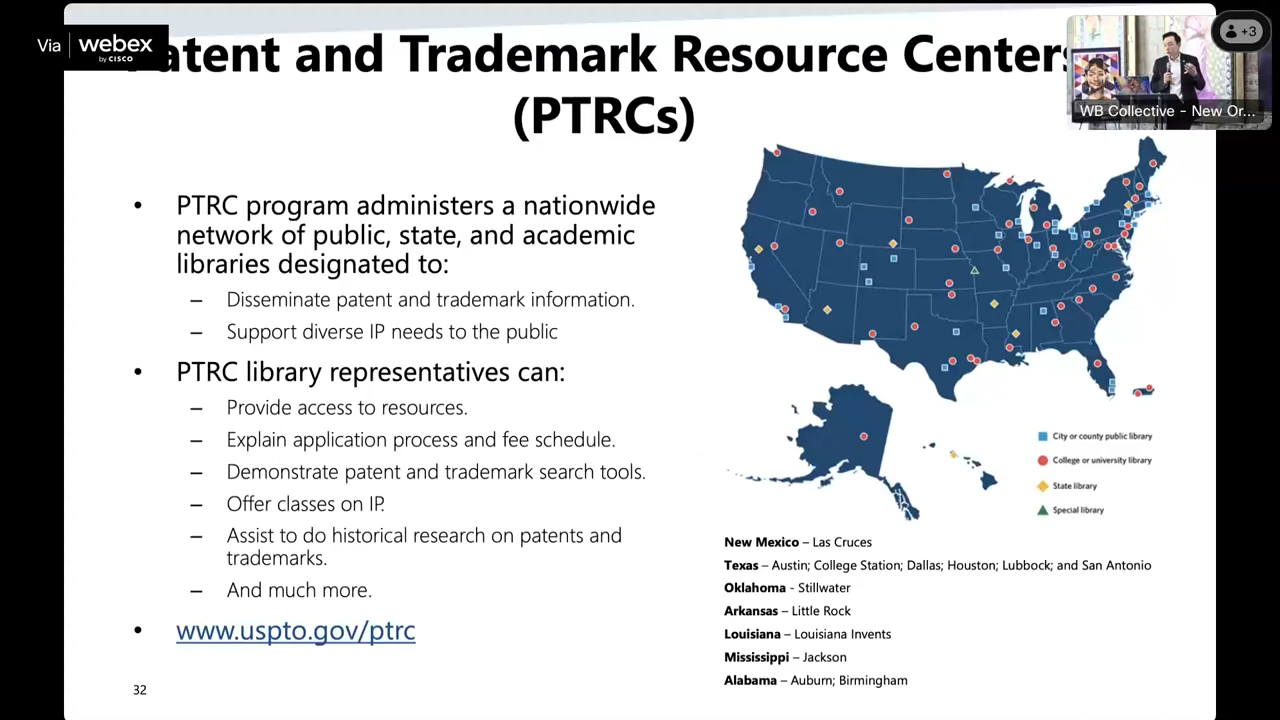 Via webex
by CISCO
Patent and Trademark Resource Centers
(PTRCs)
+3
WB Collective - New Or...
• PTRC program administers a nationwide
network of public, state, and academic
libraries designated to:
– Disseminate patent and trademark information.
– Support diverse IP needs to the public
• PTRC library representatives can:
– Provide access to resources.
– Explain application process and fee schedule.
– Demonstrate patent and trademark search tools.
– Offer classes on IP.
– Assist to do historical research on patents and
trademarks.
– And much more.
• www.uspto.gov/ptrc
32
City or county public library
College or university library
State library
Special library
New Mexico – Las Cruces
Texas – Austin; College Station; Dallas; Houston; Lubbock; and San Antonio
Oklahoma - Stillwater
Arkansas – Little Rock
Louisiana – Louisiana Invents
Mississippi – Jackson
Alabama – Auburn; Birmingham